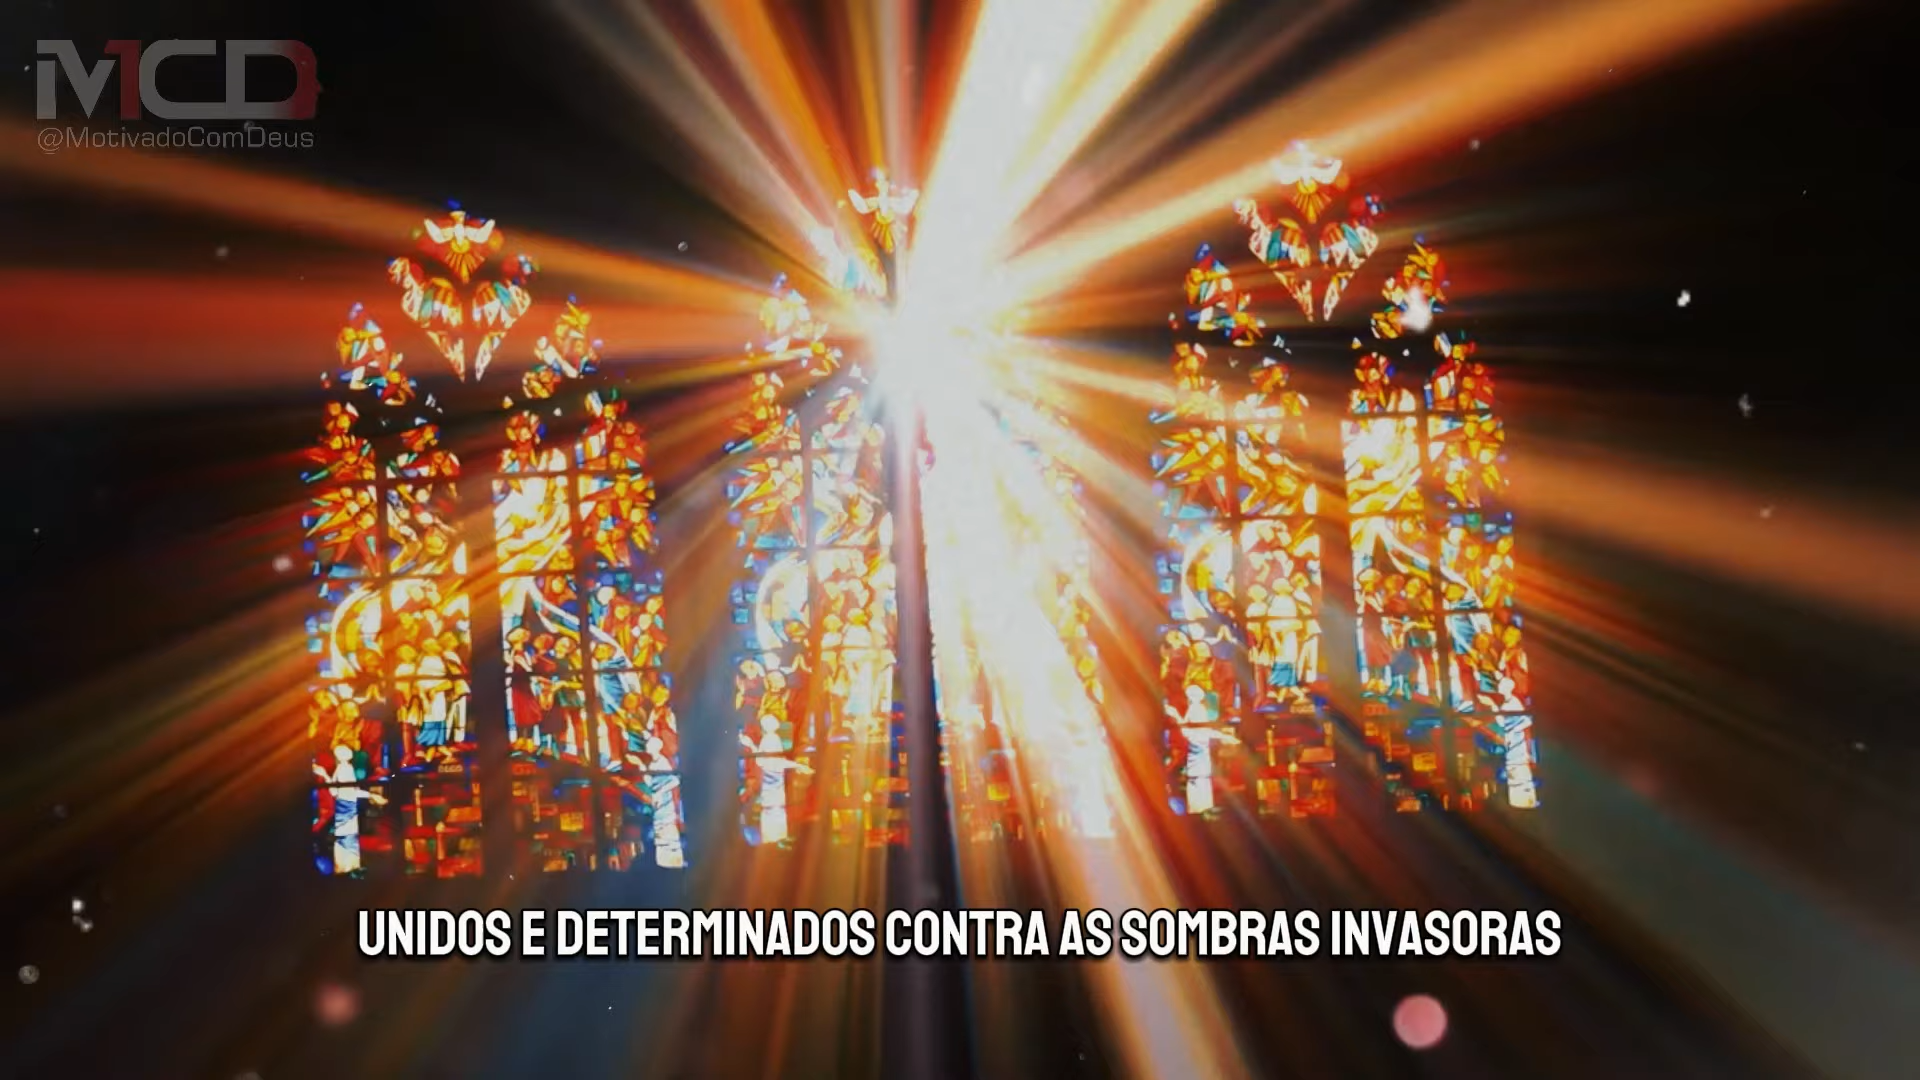 MCD
@MotivadoComDeus
UNIDOS E DETERMINADOS CONTRA AS SOMBRAS INVASORAS